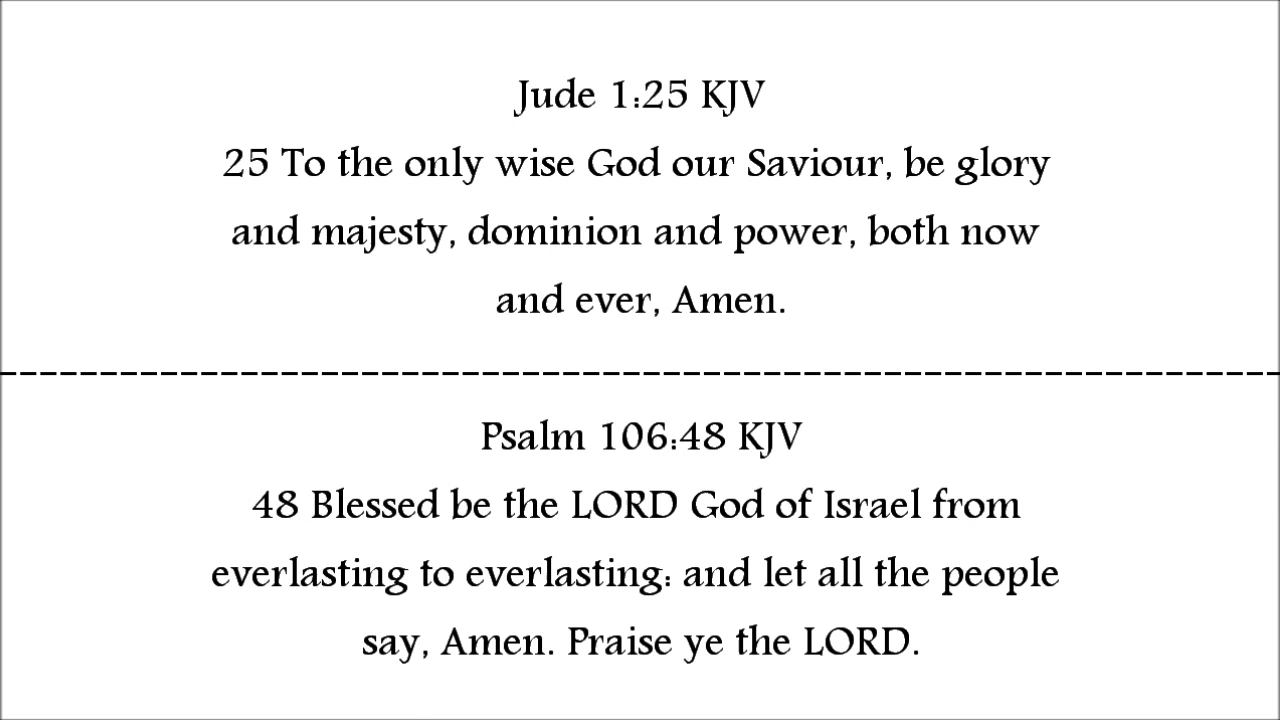 Jude 1:25 KJV
25 To the only wise God our Saviour, be glory
and majesty, dominion and power, both now
and ever, Amen.
Psalm 106:48 KJV
48 Blessed be the LORD God of Israel from
everlasting to everlasting: and let all the people
say, Amen. Praise ye the LORD.